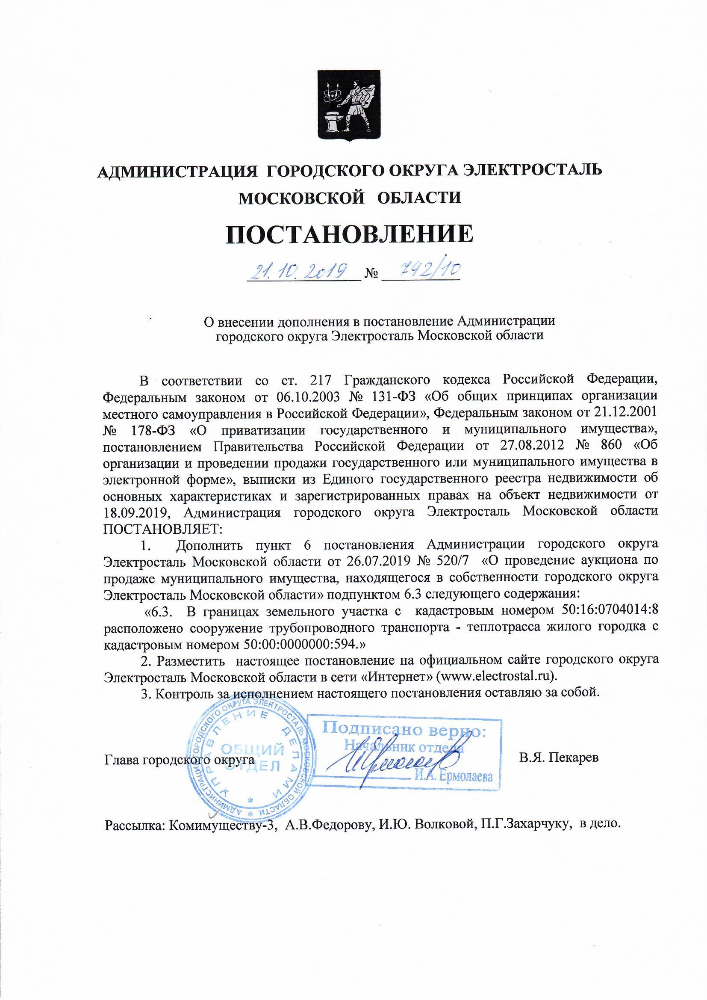 АДМИНИСТРАЦИЯ ГОРОДСКОГО ОКРУГА ЭЛЕКТРОСТАЛЬ
МОСКОВСКОЙ ОБЛАСТИ
ПОСТАНОВЛЕНИЕ
21.10.2019 № 742/10
О внесении дополнения в постановление Администрации
городского округа Электросталь Московской области
В соответствии со ст. 217 Гражданского кодекса Российской Федерации,
Федеральным законом от 06.10.2003 № 131-ФЗ «Об общих принципах организации
местного самоуправления в Российской Федерации», Федеральным законом от 21.12.2001
№ 178-ФЗ «О приватизации государственного и муниципального имущества»,
постановлением Правительства Российской Федерации от 27.08.2012 № 860 «Об
организации и проведении продажи государственного или муниципального имущества в
электронной форме», выписки из Единого государственного реестра недвижимости об
основных характеристиках и зарегистрированных правах на объект недвижимости от
18.09.2019, Администрация городского округа Электросталь Московской области
ПОСТАНОВЛЯЕТ:
1. Дополнить пункт 6 постановления Администрации городского округа
Электросталь Московской области от 26.07.2019 № 520/7 «О проведение аукциона по
продаже муниципального имущества, находящегося в собственности городского округа
Электросталь Московской области» подпунктом 6.3 следующего содержания:
«6.3. В границах земельного участка с кадастровым номером 50:16:0704014:8
расположено сооружение трубопроводного транспорта - теплотрасса жилого городка с
кадастровым номером 50:00:0000000:594.»
2. Разместить настоящее постановление на официальном сайте городского округа
Электросталь Московской области в сети «Интернет» (www.electrostal.ru).
3. Контроль за исполнением настоящего постановления оставляю за собой.
АДМИНИСТРАЦИЯ ГОРОДСКОГО ОКРУГА ЭЛЕКТРОСТАЛЬ МОСКОВСКОЙ ОБЛАСТИ
УПРАВЛЕНИЕ ДЕЛАМИ
ОБЩИЙ
ОТДЕЛ
Подписано верно:
Начальник отдела
И.А. Ермолаева
Глава городского округа В.Я. Пекарев
Рассылка: Комимуществу-3, А.В.Федорову, И.Ю. Волковой, П.Г.Захарчуку, в дело.